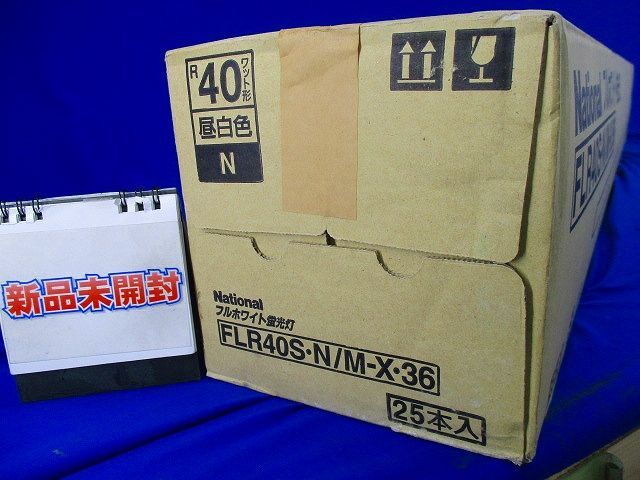 新品未開封
R 40 ワット形
昼白色
N
National
フルホワイト蛍光灯
FLR40S・N/M-X・36
25本入
National